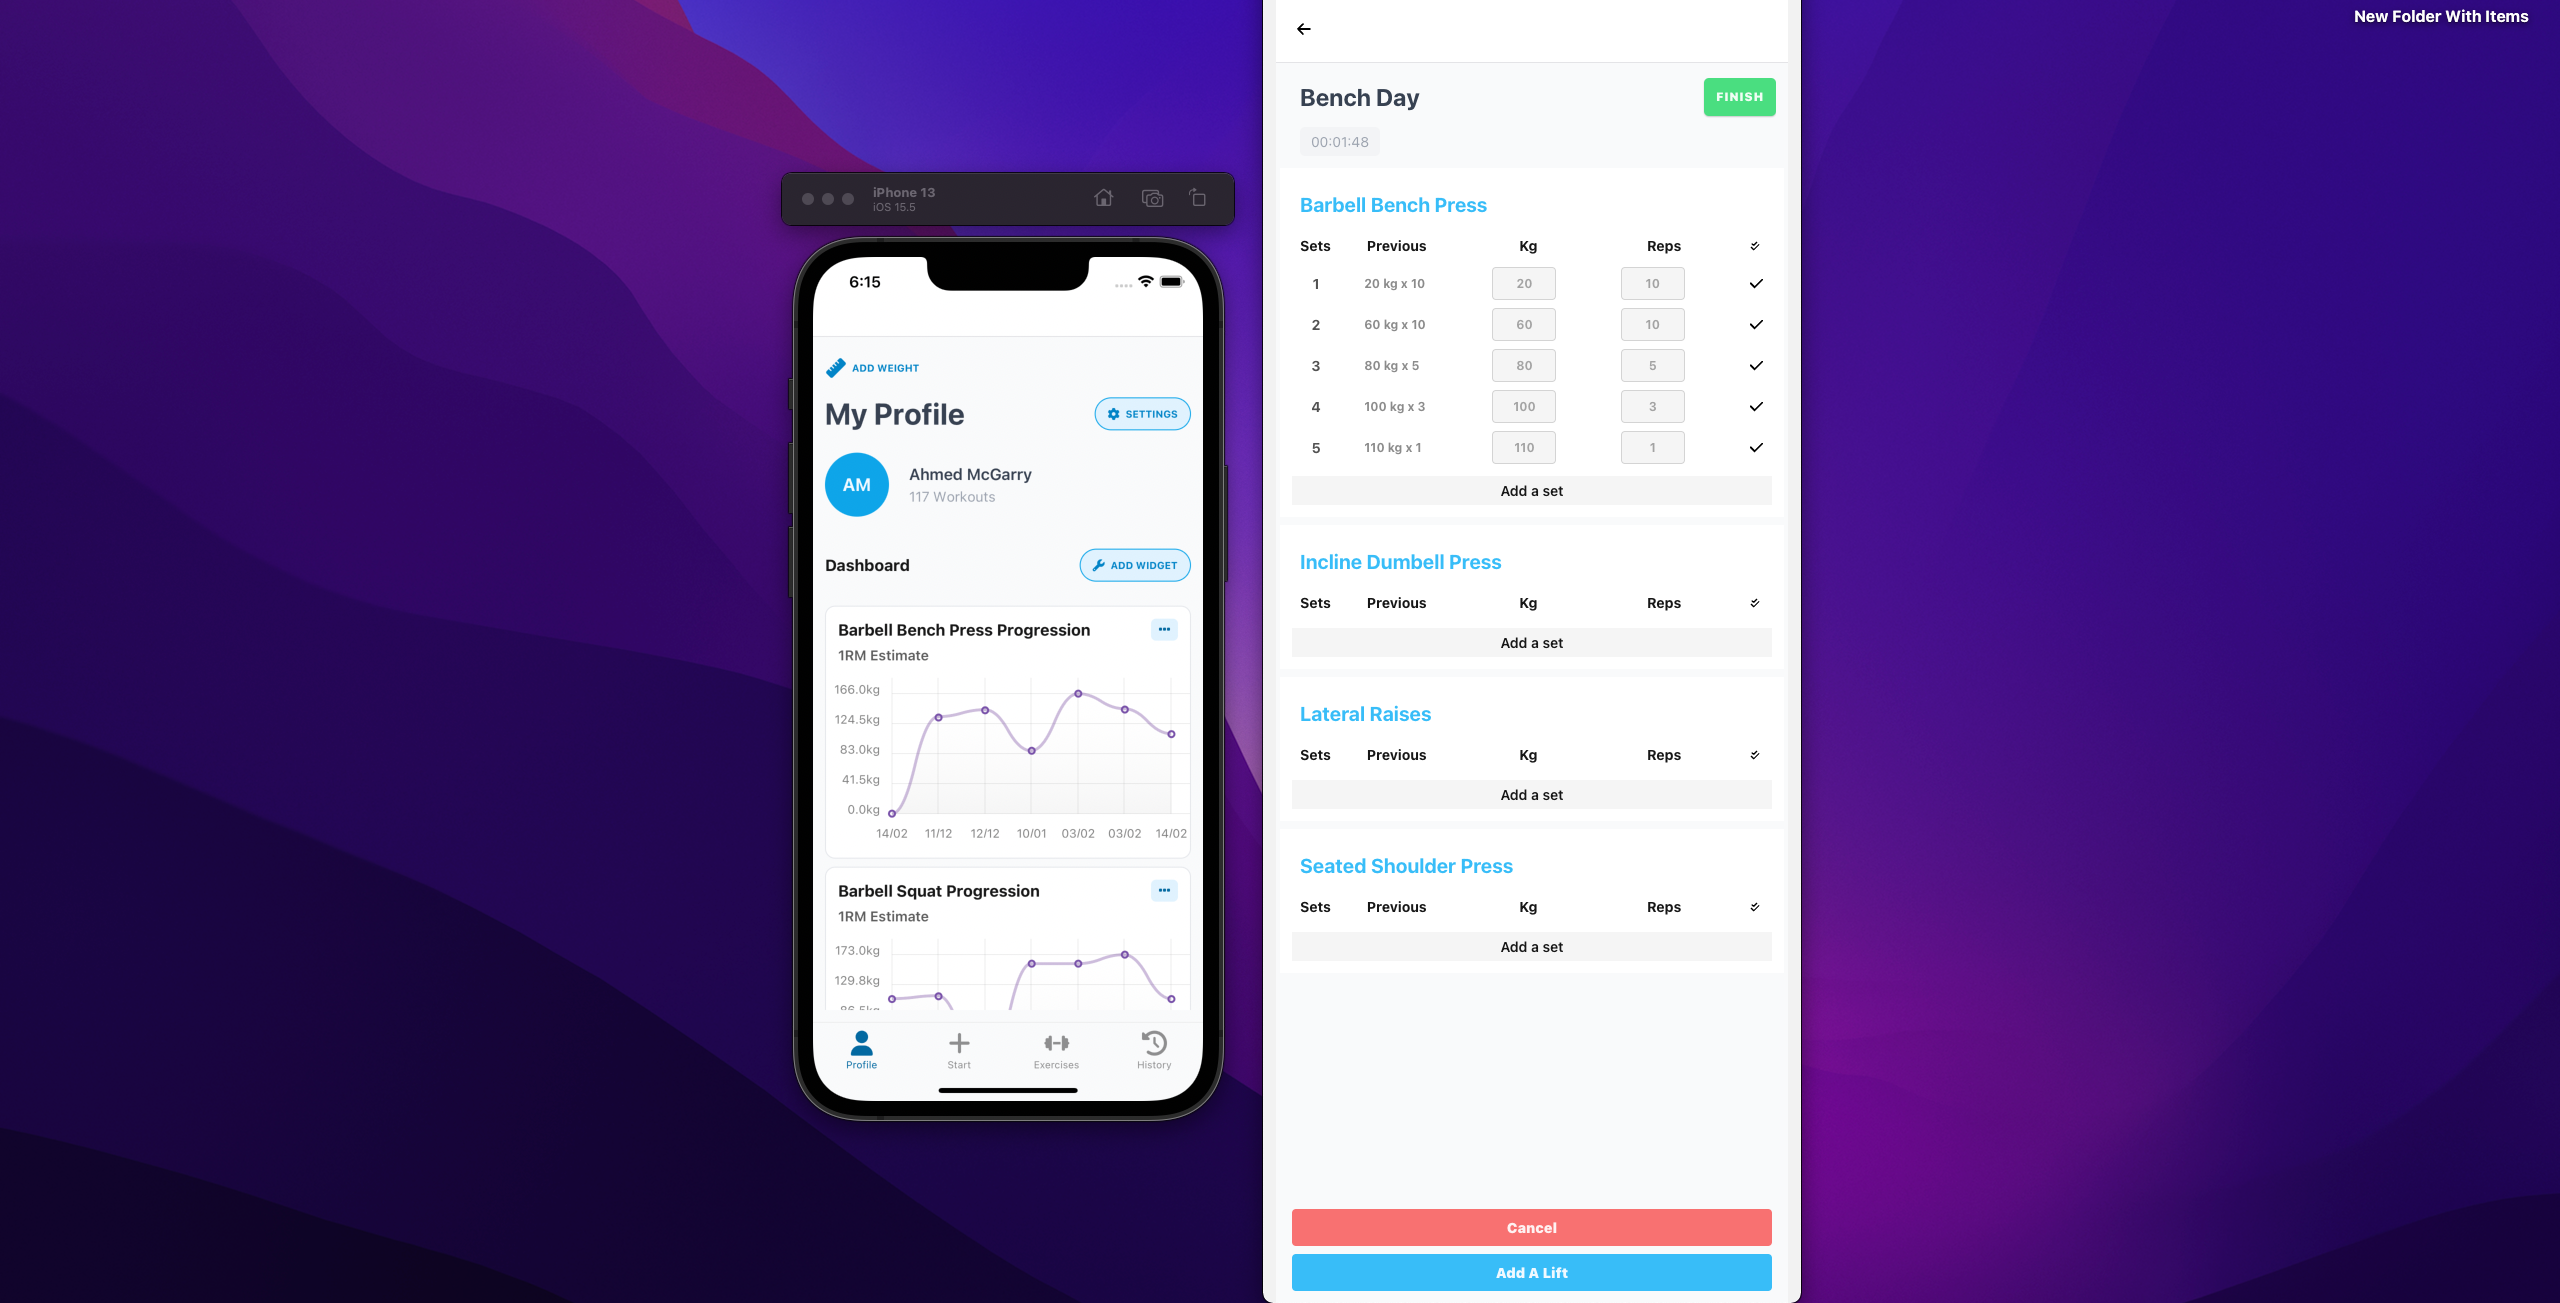 New Folder With Items
iPhone 13
iOS 15.5
6:15
ADD WEIGHT
My Profile
SETTINGS
AM
Ahmed McGarry
117 Workouts
Dashboard
ADD WIDGET
Barbell Bench Press Progression
1RM Estimate
166.0kg
124.5kg
83.0kg
41.5kg
0.0kg
14/02 11/12 12/12 10/01 03/02 03/02 14/02
Barbell Squat Progression
1RM Estimate
173.0kg
129.8kg
86.5kg
Profile Start Exercises History
Bench Day
FINISH
00:01:48
Barbell Bench Press
Sets Previous Kg Reps
1 20 kg x 10 20 10
2 60 kg x 10 60 10
3 80 kg x 5 80 5
4 100 kg x 3 100 3
5 110 kg x 1 110 1
Add a set
Incline Dumbell Press
Sets Previous Kg Reps
Add a set
Lateral Raises
Sets Previous Kg Reps
Add a set
Seated Shoulder Press
Sets Previous Kg Reps
Add a set
Cancel
Add A Lift